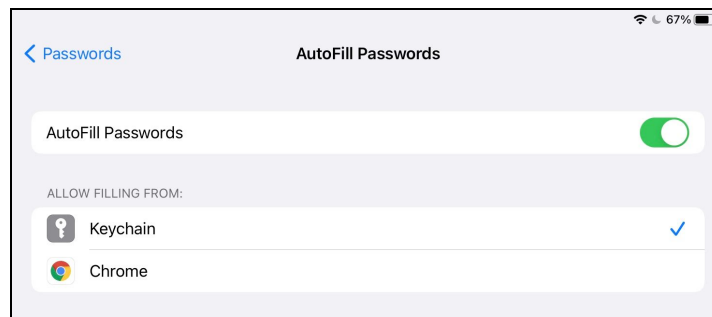 67%
Passwords
AutoFill Passwords
AutoFill Passwords
ALLOW FILLING FROM:
Keychain
Chrome